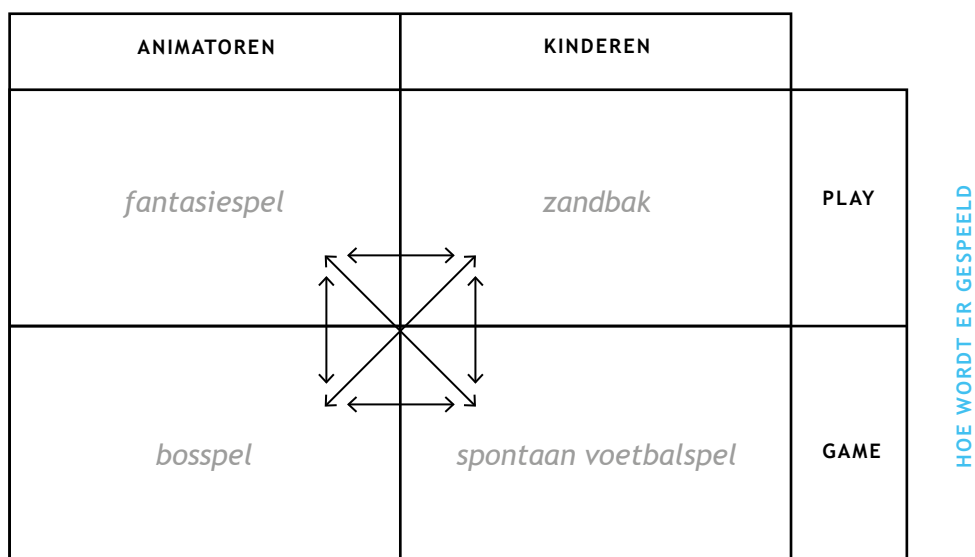 ANIMATOREN
KINDEREN
fantasiespel
zandbak
PLAY
bosspel
spontaan voetbalspel
GAME
HOE WORDT ER GESPEELD